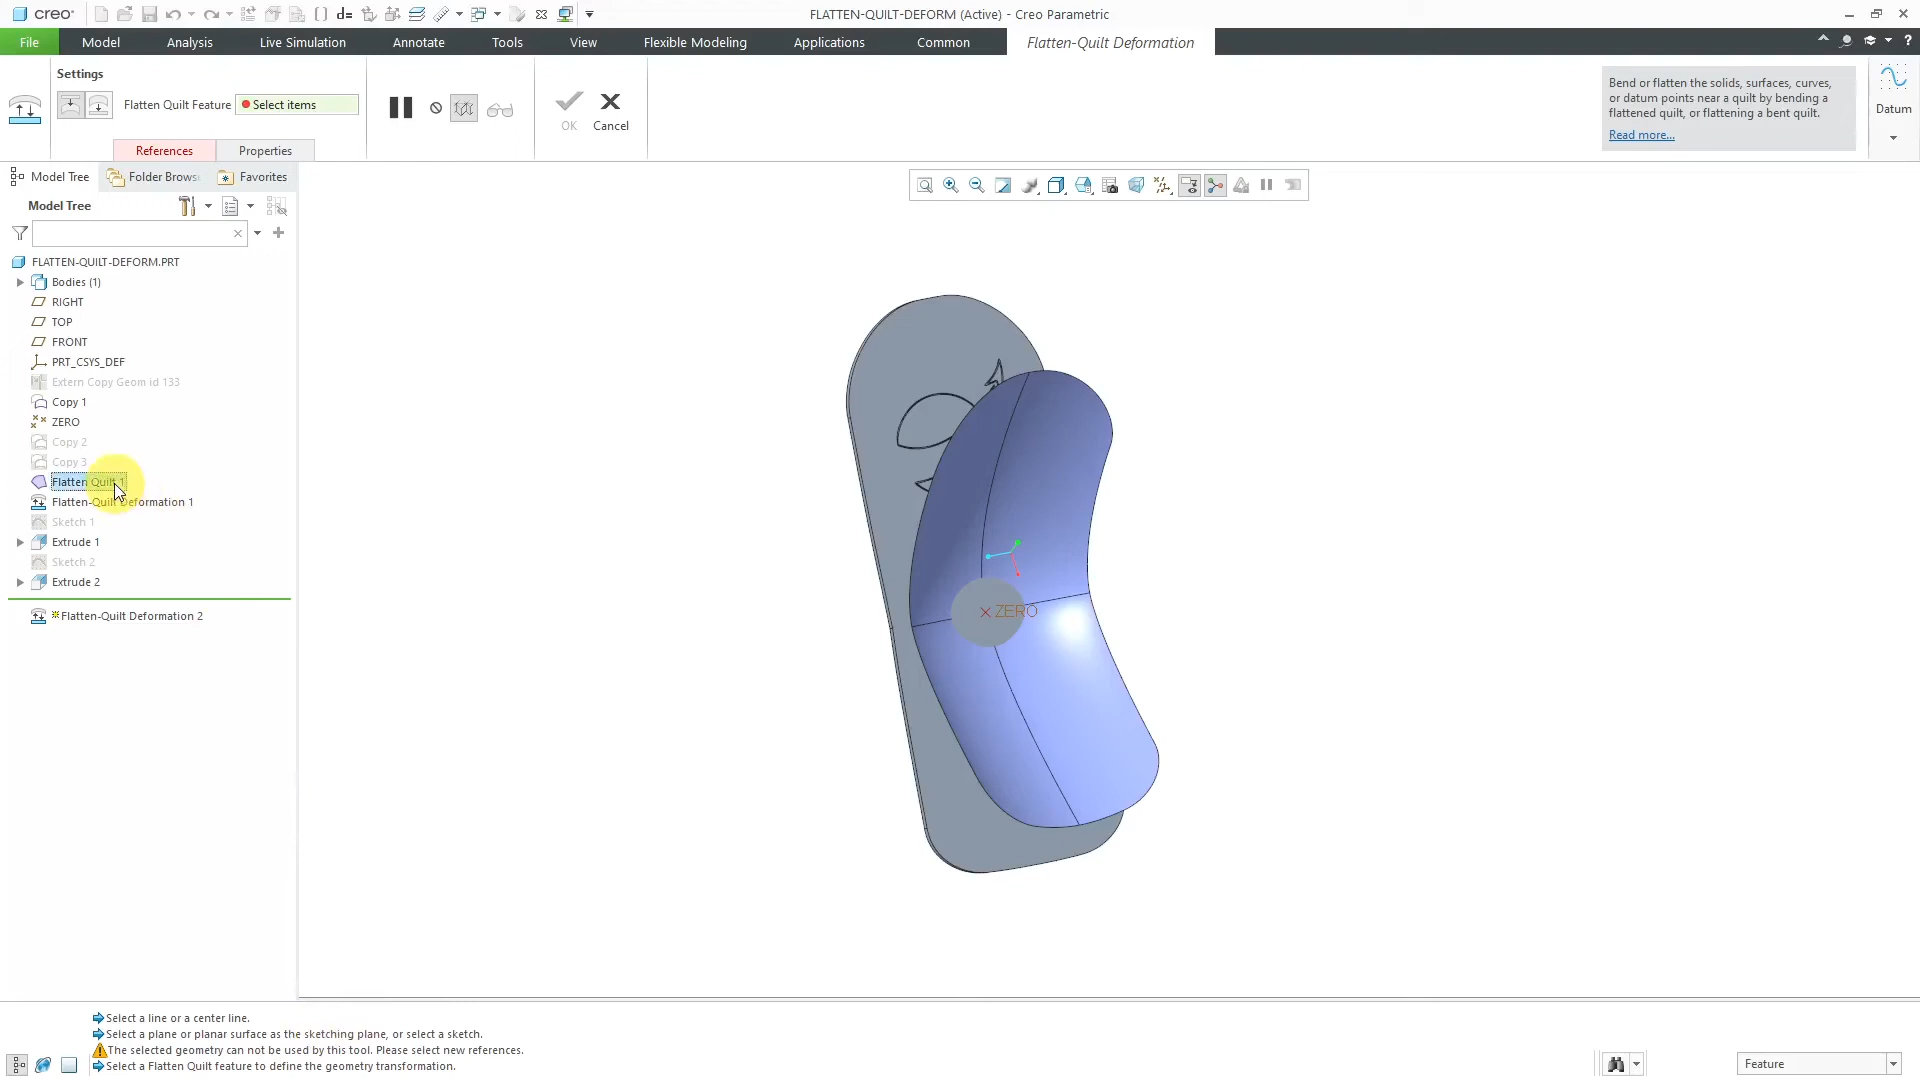 creo
FLATTEN-QUILT-DEFORM (Active) - Creo Parametric
File
Model
Analysis
Live Simulation
Annotate
Tools
View
Flexible Modeling
Applications
Common
Flatten-Quilt Deformation
Settings
Flatten Quilt Feature
Select items
OK
Cancel
References
Properties
Bend or flatten the solids, surfaces, curves,
or datum points near a quilt by bending a
flattened quilt, or flattening a bent quilt.
Read more...
Datum
Model Tree
Folder Brows
Favorites
Model Tree
FLATTEN-QUILT-DEFORM.PRT
Bodies (1)
RIGHT
TOP
FRONT
PRT_CSYS_DEF
Extern Copy Geom id 133
Copy 1
ZERO
Copy 2
Copy 3
Flatten Quilt 1
Flatten-Quilt Deformation 1
Sketch 1
Extrude 1
Sketch 2
Extrude 2
Flatten-Quilt Deformation 2
ZERO
Select a line or a center line.
Select a plane or planar surface as the sketching plane, or select a sketch.
The selected geometry can not be used by this tool. Please select new references.
Select a Flatten Quilt feature to define the geometry transformation.
Feature